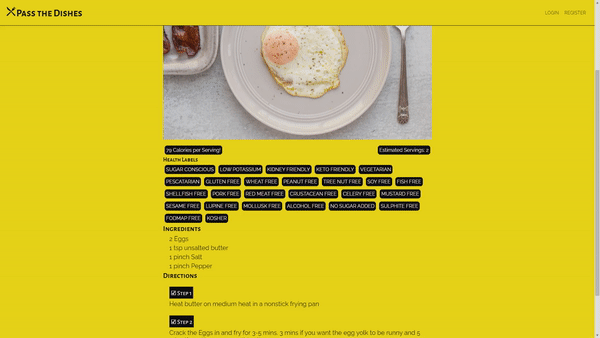 Pass the Dishes
LOGIN REGISTER
79 Calories per Serving! Estimated Servings: 2
Health Labels
SUGAR CONSCIOUS LOW POTASSIUM KIDNEY FRIENDLY KETO FRIENDLY VEGETARIAN
PESCATARIAN GLUTEN FREE WHEAT FREE PEANUT FREE TREE NUT FREE SOY FREE FISH FREE
SHELLFISH FREE PORK FREE RED MEAT FREE CRUSTACEAN FREE CELERY FREE MUSTARD FREE
SESAME FREE LUPINE FREE MOLLUSK FREE ALCOHOL FREE NO SUGAR ADDED SULPHITE FREE
FODMAP FREE KOSHER
Ingredients
2 Eggs
1 tsp unsalted butter
1 pinch Salt
1 pinch Pepper
Directions
Step 1
Heat butter on medium heat in a nonstick frying pan
Step 2
Crack the Eggs in and fry for 3-5 mins. 3 mins if you want the egg yolk to be runny and 5